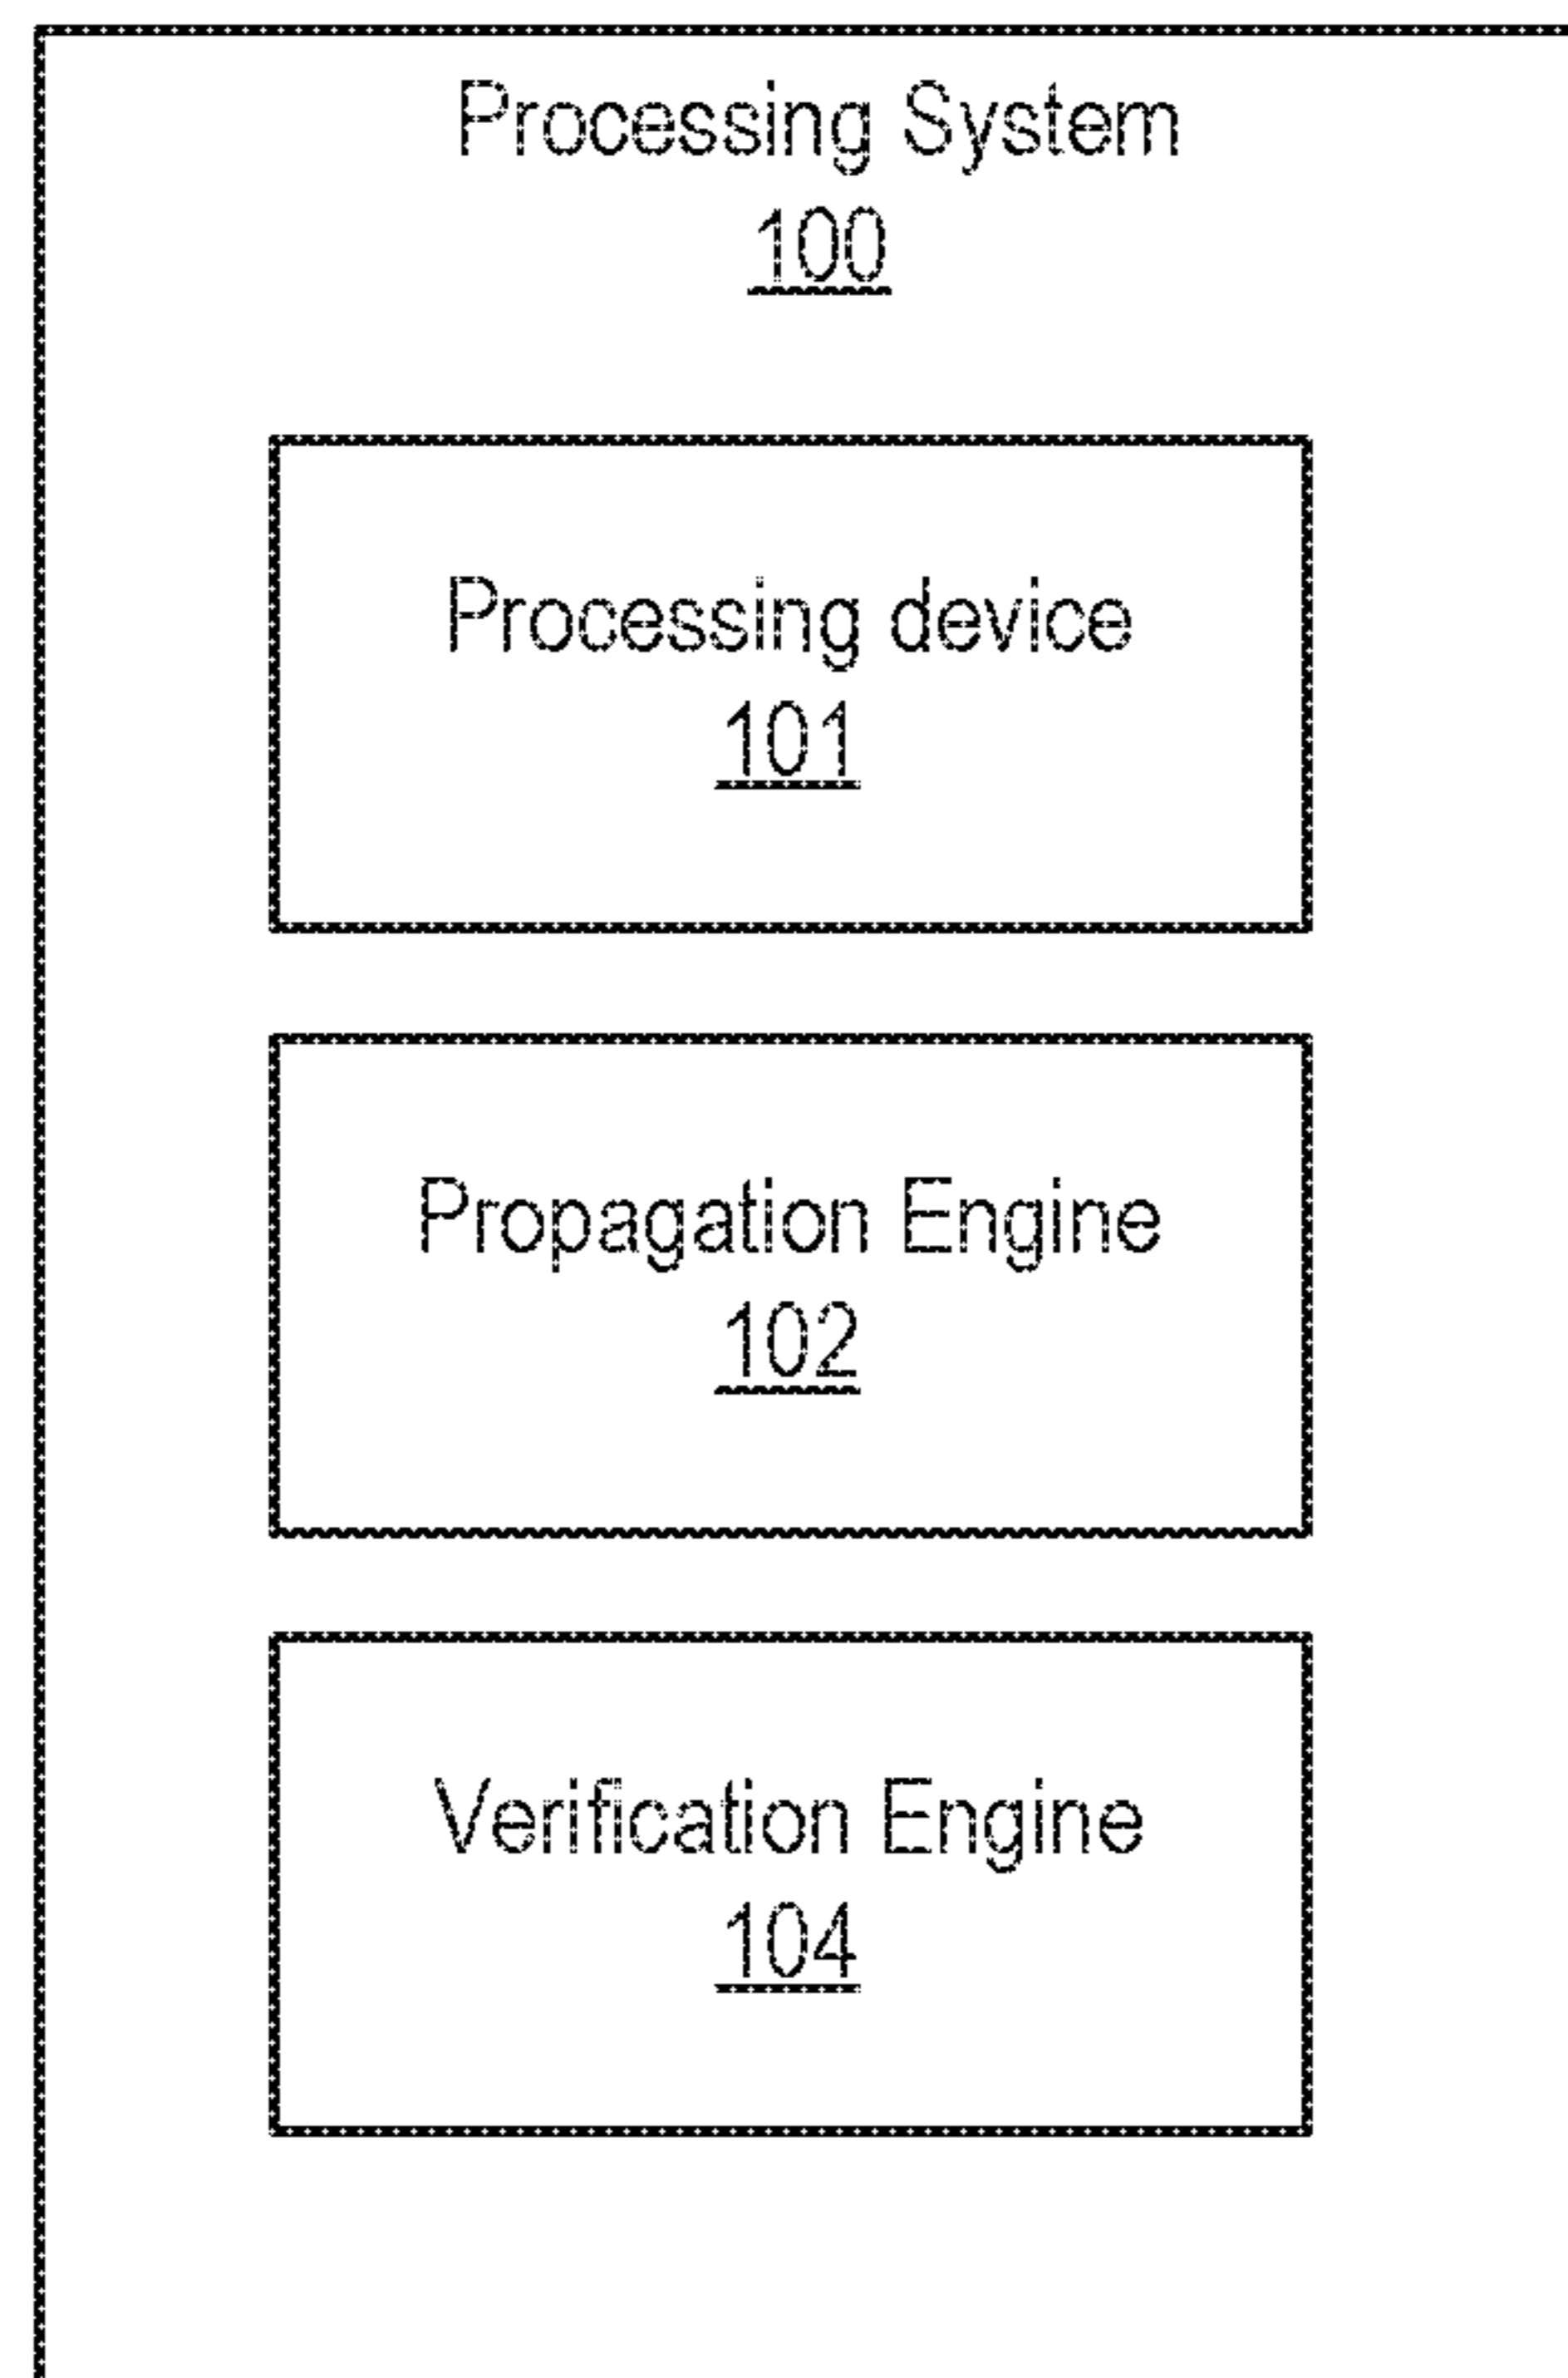 Processing System
100
Processing device
101
Propagation Engine
102
Verification Engine
104